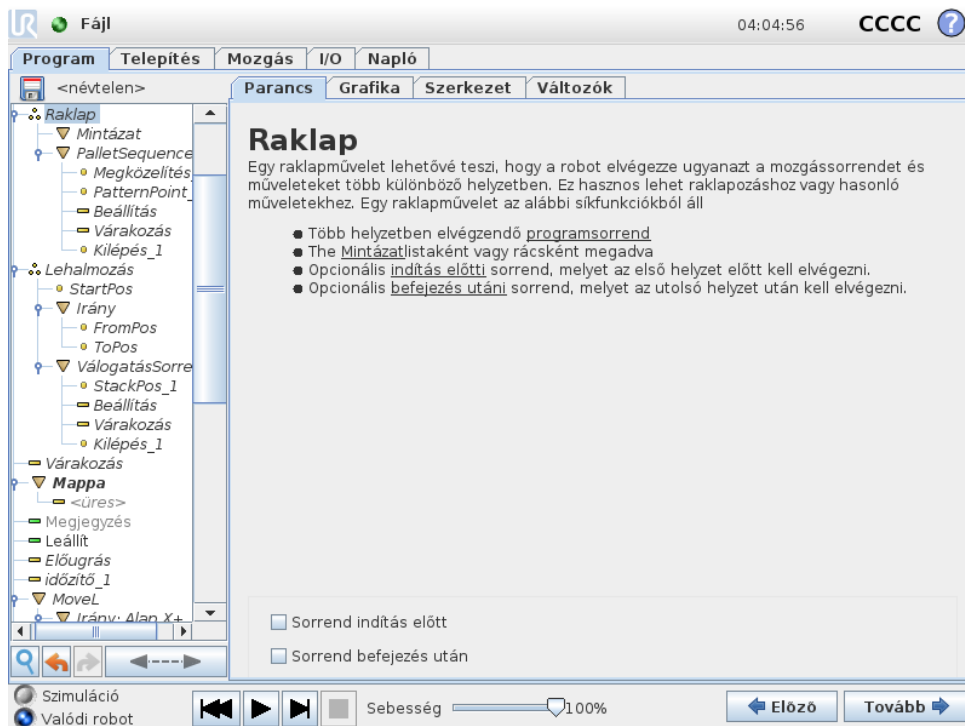 UR Fájl 04:04:56 CCCC ?
Program Telepítés Mozgás I/O Napló
<névtelen>
Parancs Grafika Szerkezet Változók
Raklap
Mintázat
PalletSequence
Megközelítés_
PatternPoint_
Beállítás
Várakozás
Kilépés_1
Lehalmozás
StartPos
Irány
FromPos
ToPos
VálogatásSorre
StackPos_1
Beállítás
Várakozás
Kilépés_1
Várakozás
Mappa
<üres>
Megjegyzés
Leállít
Előugrás
időzítő_1
MoveL
Irány: Alap X+
Raklap
Egy raklapművelet lehetővé teszi, hogy a robot elvégezze ugyanazt a mozgássorrendet és
műveleteket több különböző helyzetben. Ez hasznos lehet raklapozáshoz vagy hasonló
műveletekhez. Egy raklapművelet az alábbi síkfunkciókból áll
Több helyzetben elvégzendő programsorrend
The Mintázatlistaként vagy rácsként megadva
Opcionális indítás előtti sorrend, melyet az első helyzet előtt kell elvégezni.
Opcionális befejezés utáni sorrend, melyet az utolsó helyzet után kell elvégezni.
Sorrend indítás előtt
Sorrend befejezés után
Szimuláció
Valódi robot
Sebesség 100%
Előző Tovább